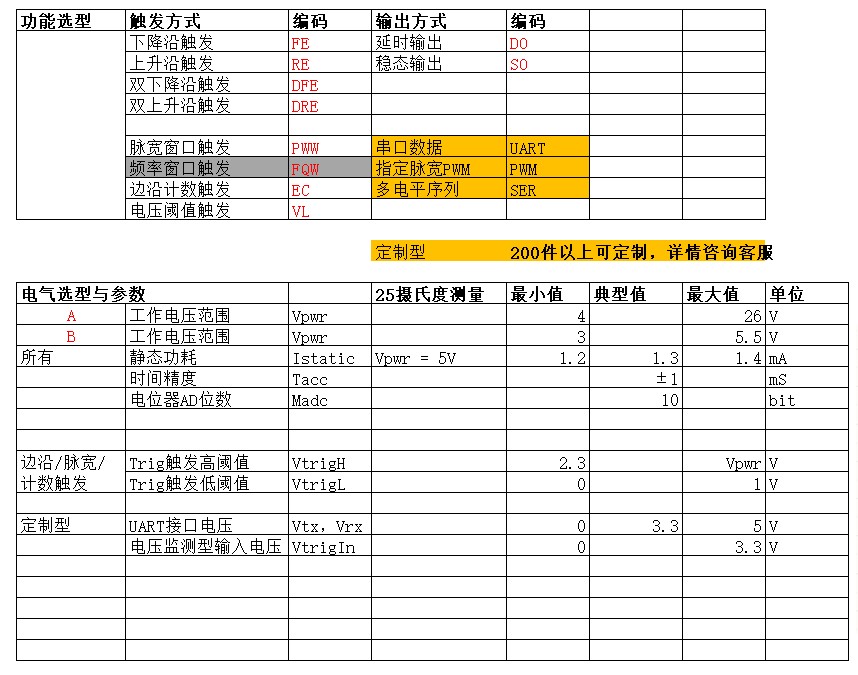 功能选型 触发方式 编码 输出方式 编码
下降沿触发 FE 延时输出 DO
上升沿触发 RE 稳态输出 SO
双下降沿触发 DFE
双上升沿触发 DRE
脉宽窗口触发 PWW 串口数据 UART
频率窗口触发 FQW 指定脉宽PWM PWM
边沿计数触发 EC 多电平序列 SER
电压阈值触发 VL
定制型 200件以上可定制，详情咨询客服
电气选型与参数 25摄氏度测量 最小值 典型值 最大值 单位
A 工作电压范围 Vpwr 4 26 V
B 工作电压范围 Vpwr 3 5.5 V
所有 静态功耗 Istatic Vpwr = 5V 1.2 1.3 1.4 mA
时间精度 Tacc ±1 mS
电位器AD位数 Madc 10 bit
边沿/脉宽/ Trig触发高阈值 VtrigH 2.3 Vpwr V
计数触发 Trig触发低阈值 VtrigL 0 1 V
定制型 UART接口电压 Vtx, Vrx 0 3.3 5 V
电压监测型输入电压 VtrigIn 0 3.3 V